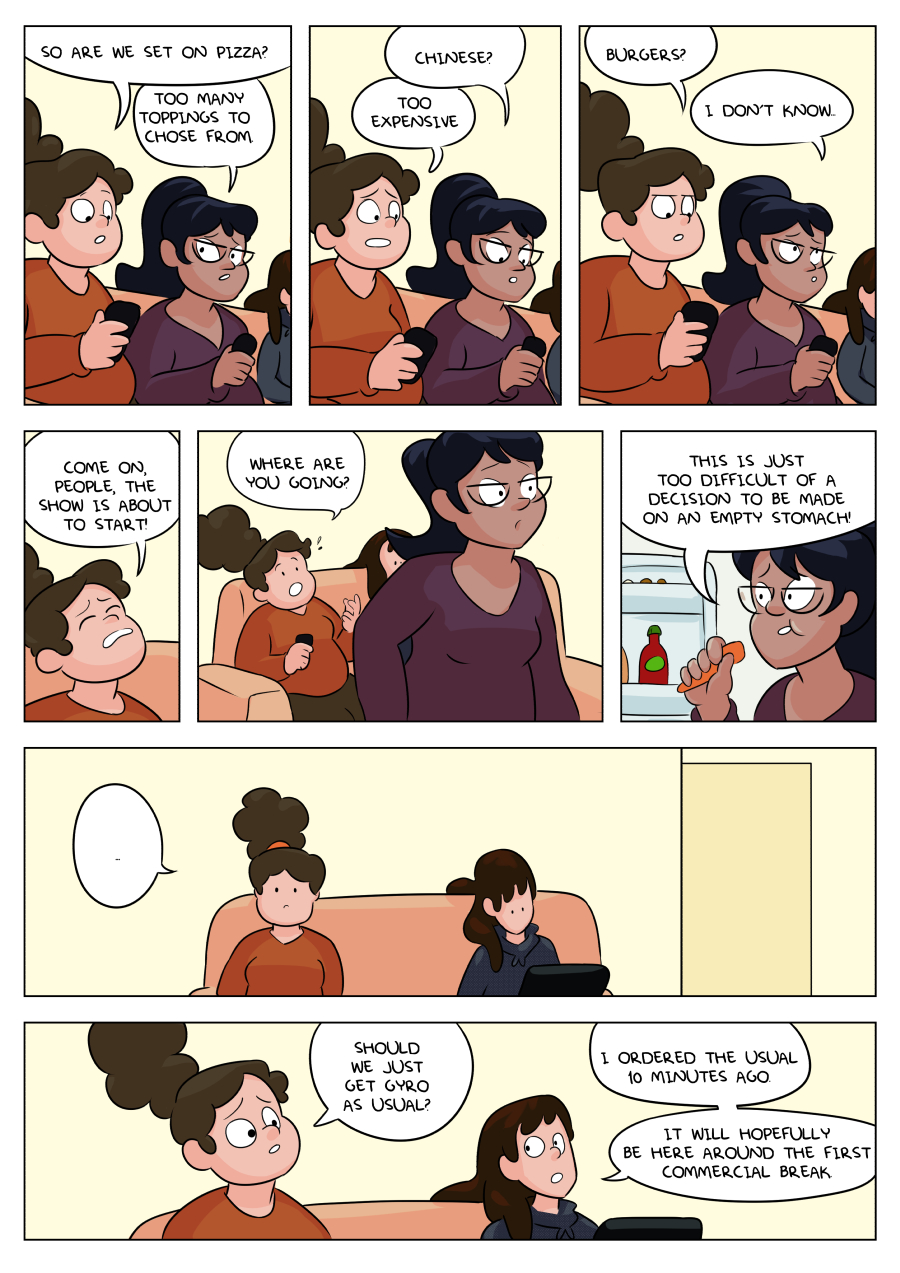 SO ARE WE SET ON PIZZA?
TOO MANY
TOPPINGS TO
CHOSE FROM.
CHINESE?
TOO
EXPENSIVE
BURGERS?
I DON'T KNOW...
COME ON,
PEOPLE, THE
SHOW IS ABOUT
TO START!
WHERE ARE
YOU GOING?
THIS IS JUST
TOO DIFFICULT OF A
DECISION TO BE MADE
ON AN EMPTY STOMACH!
...
SHOULD
WE JUST
GET GYRO
AS USUAL?
I ORDERED THE USUAL
10 MINUTES AGO.
IT WILL HOPEFULLY
BE HERE AROUND THE FIRST
COMMERCIAL BREAK.